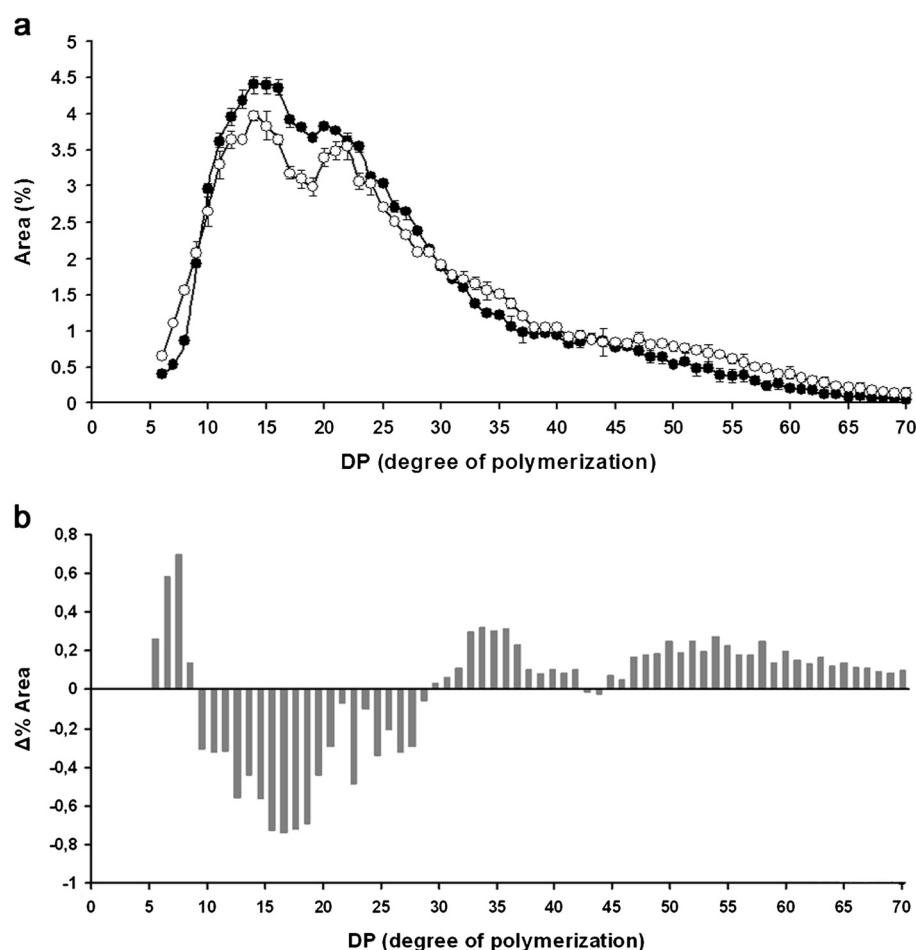 a
5
4.5
4
3.5
3
2.5
2
1.5
1
0.5
0
Area (%)
0 5 10 15 20 25 30 35 40 45 50 55 60 65 70
DP (degree of polymerization)
b
0,8
0,6
0,4
0,2
0
-0,2
-0,4
-0,6
-0,8
-1
Δ% Area
0 5 10 15 20 25 30 35 40 45 50 55 60 65 70
DP (degree of polymerization)